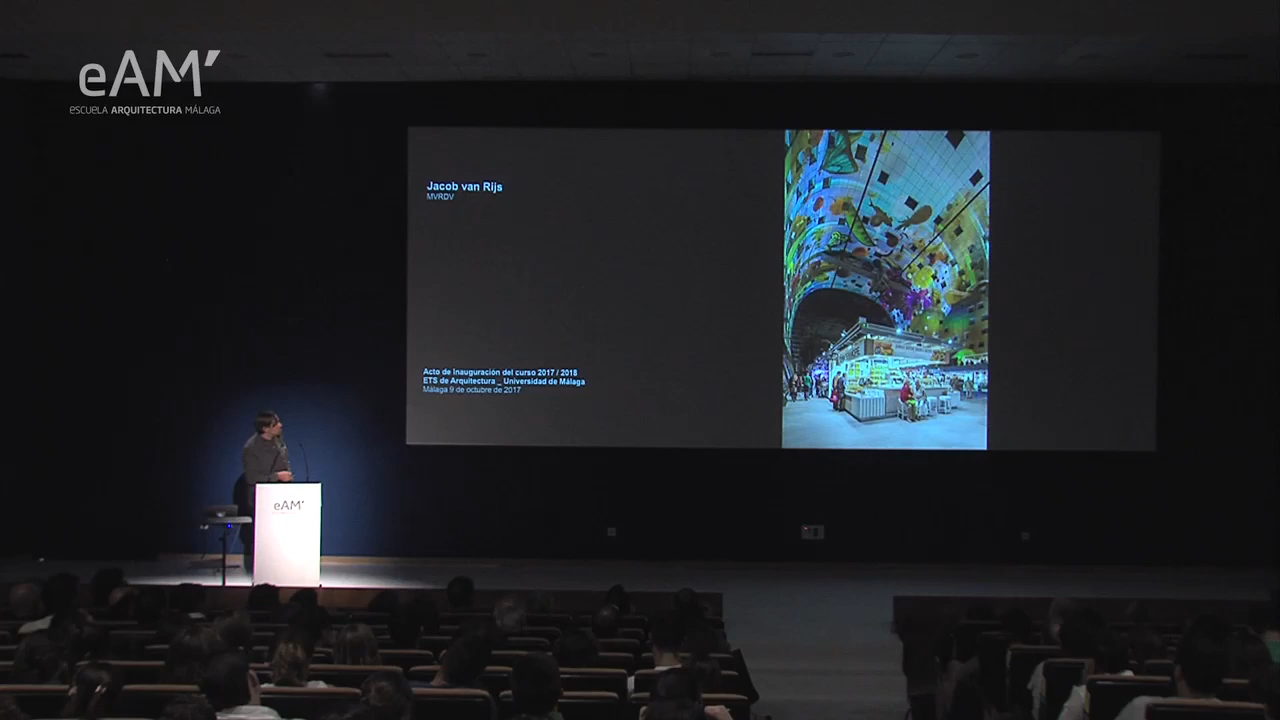 eAM'
ESCUELA ARQUITECTURA MÁLAGA
Jacob van Rijs
MVRDV
Acto de Inauguración del curso 2017 / 2018
ETS de Arquitectura _ Universidad de Málaga
Málaga 9 de octubre de 2017
eAM'